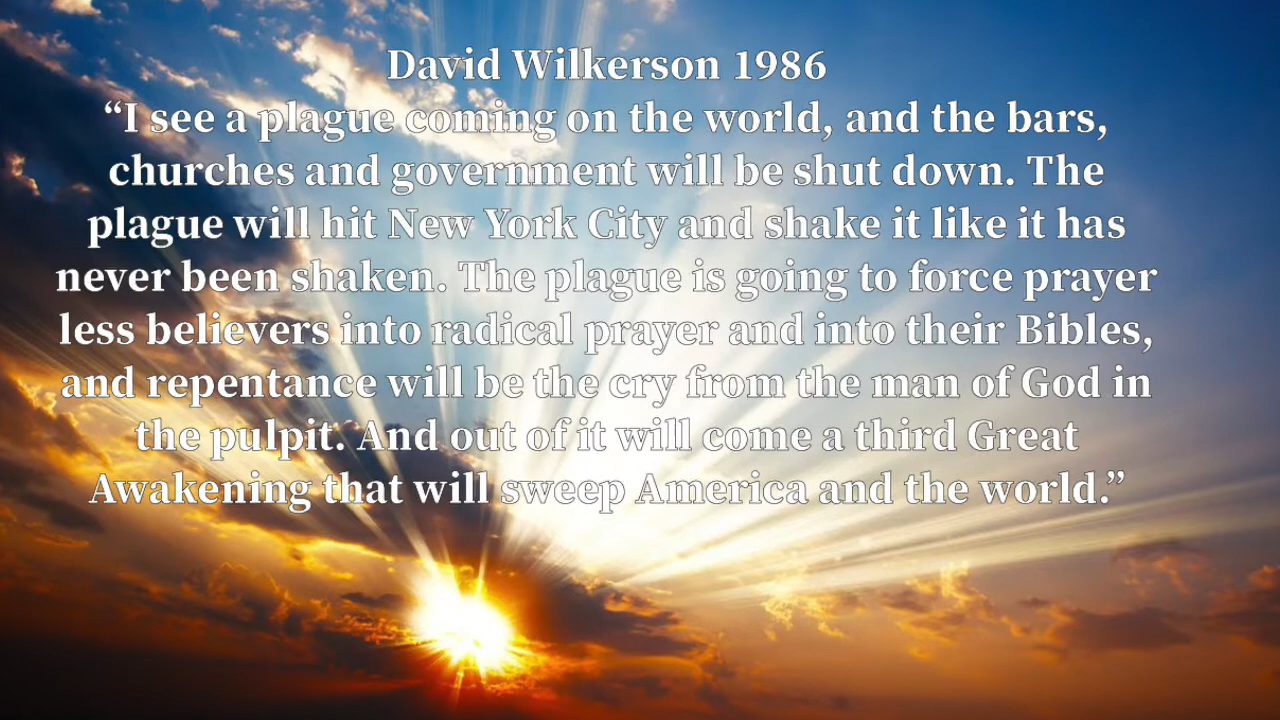 David Wilkerson 1986
“I see a plague coming on the world, and the bars,
churches and government will be shut down. The
plague will hit New York City and shake it like it has
never been shaken. The plague is going to force prayer
less believers into radical prayer and into their Bibles,
and repentance will be the cry from the man of God in
the pulpit. And out of it will come a third Great
Awakening that will sweep America and the world.”